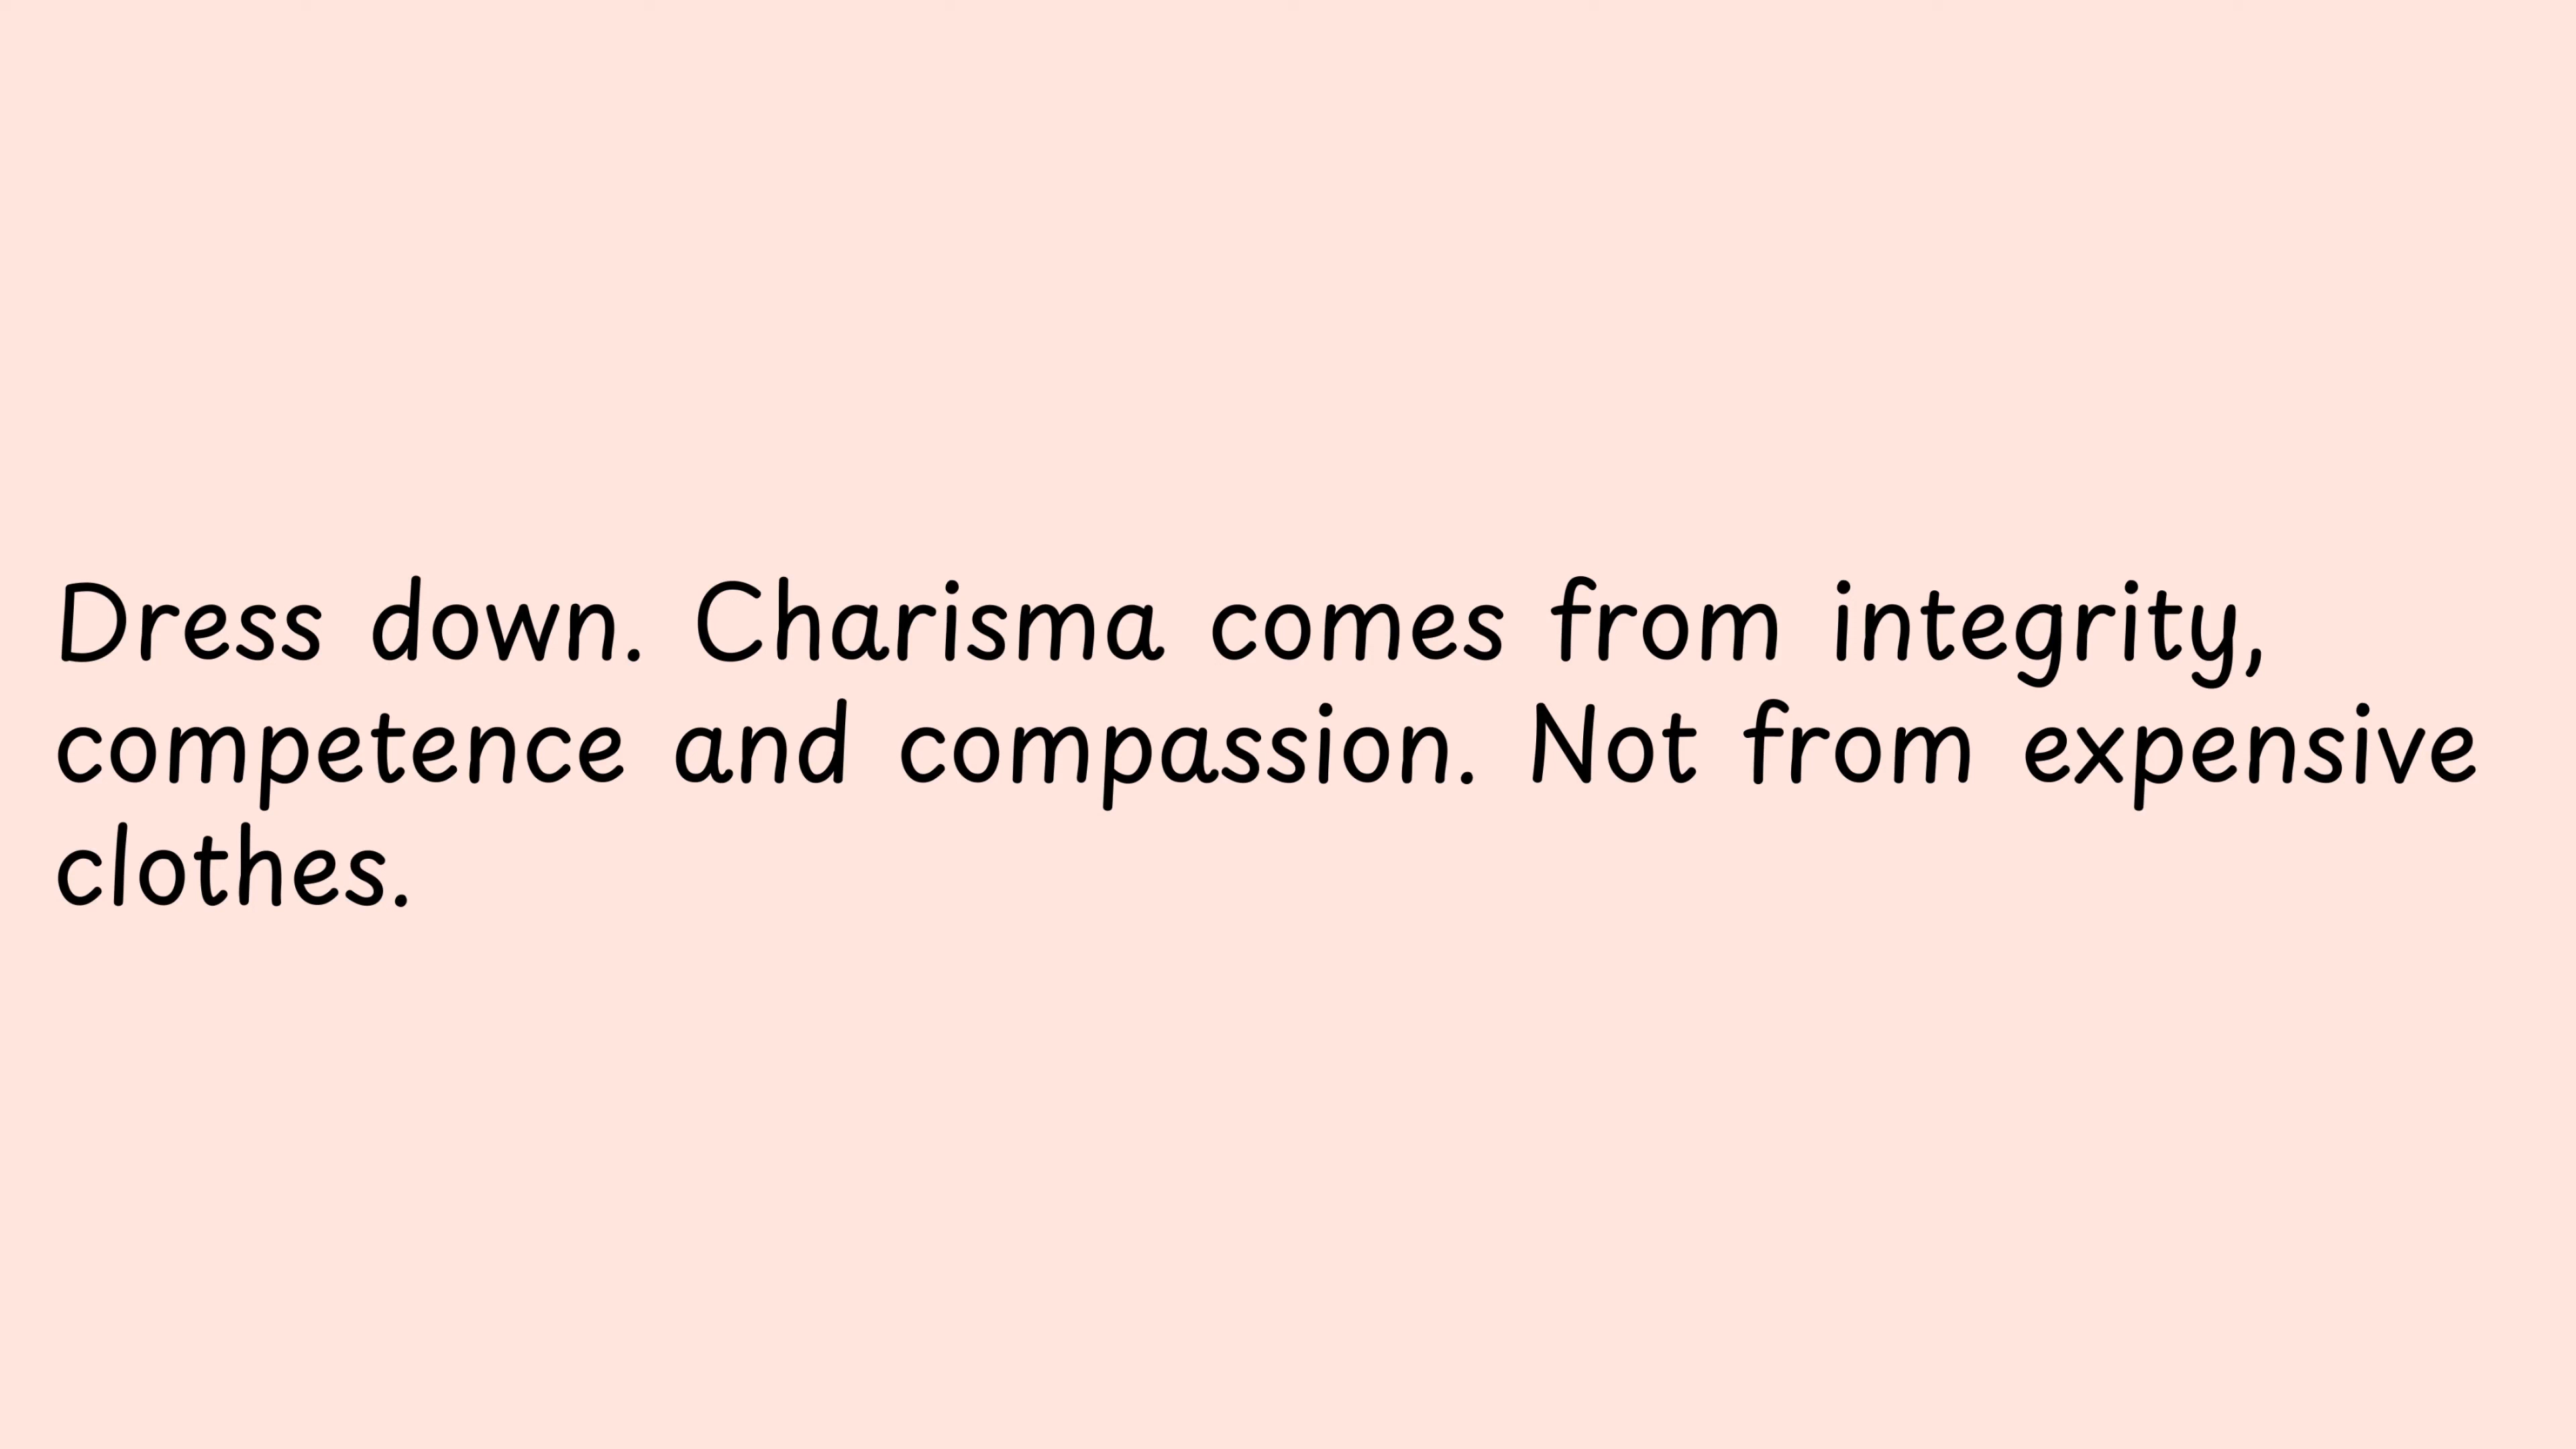 Dress down. Charisma comes from integrity,
competence and compassion. Not from expensive
clothes.